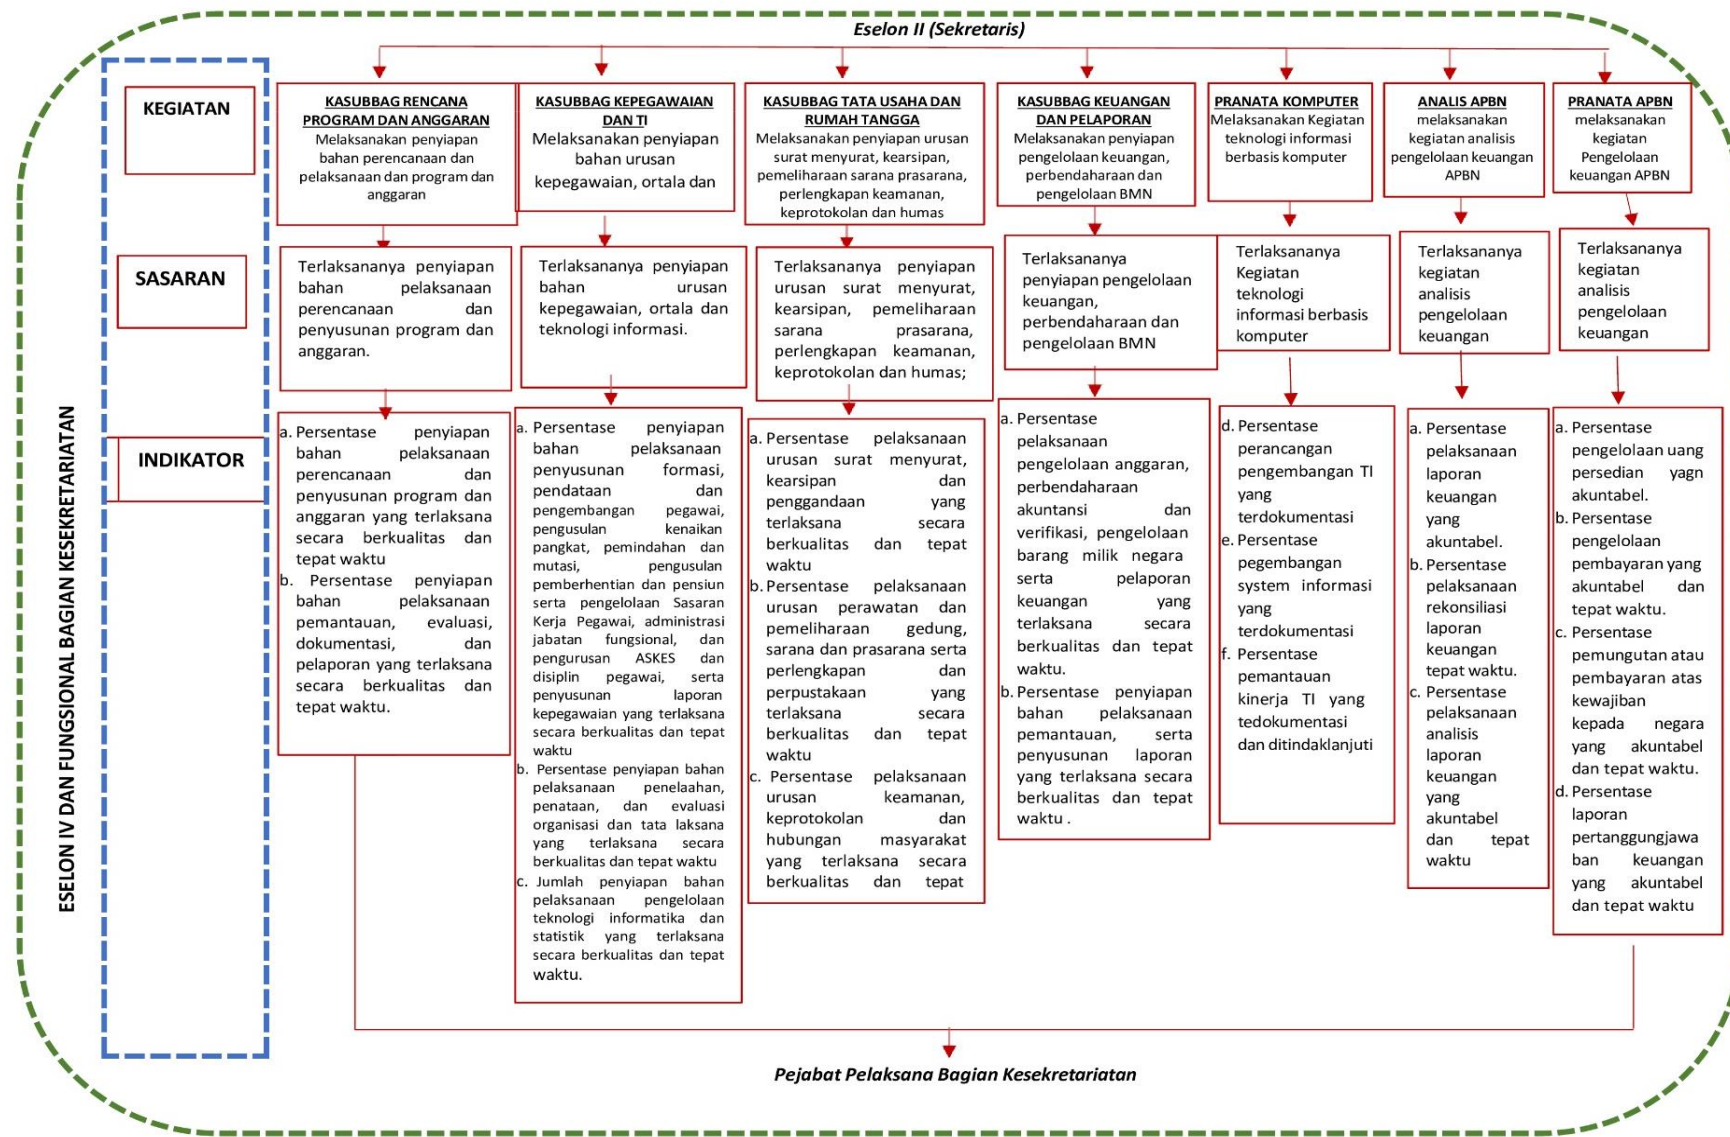 Eselon II (Sekretaris)
ESELON IV DAN FUNGSIONAL BAGIAN KESEKRETARIATAN
KEGIATAN
KASUBBAG RENCANA
PROGRAM DAN ANGGARAN
Melaksanakan penyiapan
bahan perencanaan dan
pelaksanaan dan program dan
anggaran
KASUBBAG KEPEGAWAIAN
DAN TI
Melaksanakan penyiapan
bahan urusan
kepegawaian, ortala dan
KASUBBAG TATA USAHA DAN
RUMAH TANGGA
Melaksanakan penyiapan urusan
surat menyurat, kearsipan,
pemeliharaan sarana prasarana,
perlengkapan keamanan,
keprotokolan dan humas
KASUBBAG KEUANGAN
DAN PELAPORAN
Melaksanakan penyiapan
pengelolaan keuangan,
perbendaharaan dan
pengelolaan BMN
PRANATA KOMPUTER
Melaksanakan Kegiatan
teknologi informasi
berbasis komputer
ANALIS APBN
melaksanakan
kegiatan analisis
pengelolaan keuangan
APBN
PRANATA APBN
melaksanakan
kegiatan
Pengelolaan
keuangan APBN
SASARAN
Terlaksananya penyiapan
bahan pelaksanaan
perencanaan dan
penyusunan program dan
anggaran.
Terlaksananya penyiapan
bahan urusan
kepegawaian, ortala dan
teknologi informasi.
Terlaksananya penyiapan
urusan surat menyurat,
kearsipan, pemeliharaan
sarana prasarana,
perlengkapan keamanan,
keprotokolan dan humas;
Terlaksananya
penyiapan pengelolaan
keuangan,
perbendaharaan dan
pengelolaan BMN
Terlaksananya
Kegiatan
teknologi
informasi berbasis
komputer
Terlaksananya
kegiatan
analisis
pengelolaan
keuangan
Terlaksananya
kegiatan
analisis
pengelolaan
keuangan
INDIKATOR
a. Persentase penyiapan
bahan pelaksanaan
perencanaan dan
penyusunan program dan
anggaran yang terlaksana
secara berkualitas dan
tepat waktu
b. Persentase penyiapan
bahan pelaksanaan
pemantauan, evaluasi,
dokumentasi, dan
pelaporan yang terlaksana
secara berkualitas dan
tepat waktu.
a. Persentase penyiapan
bahan pelaksanaan
penyusunan formasi,
pendataan dan
pengembangan pegawai,
pengusulan kenaikan
pangkat, pemindahan dan
mutasi, pengusulan
pemberhentian dan pensiun
serta pengelolaan Sasaran
Kerja Pegawai, administrasi
jabatan fungsional, dan
pengurusan ASKES dan
disiplin pegawai, serta
penyusunan laporan
kepegawaian yang terlaksana
secara berkualitas dan tepat
waktu
b. Persentase penyiapan bahan
pelaksanaan penelaahan,
penataan, dan evaluasi
organisasi dan tata laksana
yang terlaksana secara
berkualitas dan tepat waktu
c. Jumlah penyiapan bahan
pelaksanaan pengelolaan
teknologi informatika dan
statistik yang terlaksana
secara berkualitas dan tepat
waktu.
a. Persentase pelaksanaan
urusan surat menyurat,
kearsipan dan
penggandaan yang
terlaksana secara
berkualitas dan tepat
waktu
b. Persentase pelaksanaan
urusan perawatan dan
pemeliharaan gedung,
sarana dan prasarana serta
perlengkapan dan
perpustakaan yang
terlaksana secara
berkualitas dan tepat
waktu
c. Persentase pelaksanaan
urusan keamanan,
keprotokolan dan
hubungan masyarakat
yang terlaksana secara
berkualitas dan tepat
a. Persentase
pelaksanaan
pengelolaan anggaran,
perbendaharaan
akuntansi dan
verifikasi, pengelolaan
barang milik negara
serta pelaporan
keuangan yang
terlaksana secara
berkualitas dan tepat
waktu.
b. Persentase penyiapan
bahan pelaksanaan
pemantauan, serta
penyusunan laporan
yang terlaksana secara
berkualitas dan tepat
waktu .
d. Persentase
perancangan
pengembangan TI
yang
terdokumentasi
e. Persentase
pegembangan
system informasi
yang
terdokumentasi
f. Persentase
pemantauan
kinerja TI yang
tedokumentasi
dan ditindaklanjuti
a. Persentase
pelaksanaan
laporan
keuangan
yang
akuntabel.
b. Persentase
pelaksanaan
rekonsiliasi
laporan
keuangan
tepat waktu.
c. Persentase
pelaksanaan
analisis
laporan
keuangan
yang
akuntabel
dan tepat
waktu
a. Persentase
pengelolaan uang
persedian yagn
akuntabel.
b. Persentase
pengelolaan
pembayaran yang
akuntabel dan
tepat waktu.
c. Persentase
pemungutan atau
pembayaran atas
kewajiban
kepada negara
yang akuntabel
dan tepat waktu.
d. Persentase
laporan
pertanggungjawa
ban keuangan
yang akuntabel
dan tepat waktu
Pejabat Pelaksana Bagian Kesekretariatan